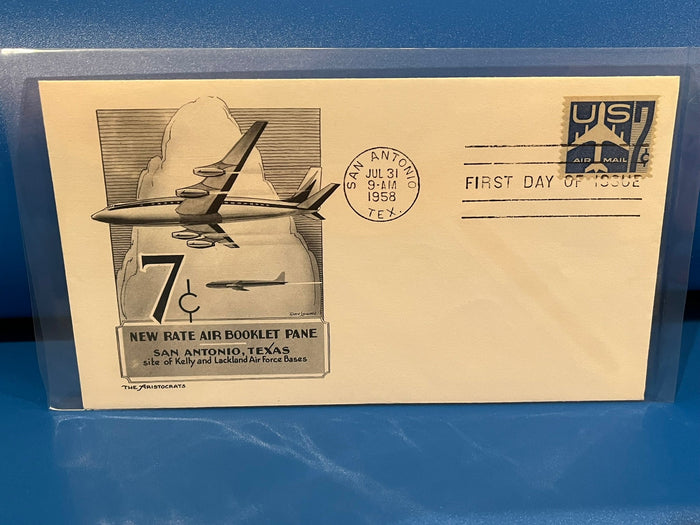 7¢
NEW RATE AIR BOOKLET PANE
SAN ANTONIO, TEXAS
site of Kelly and Lackland Air Force Bases
THE ARISTOCRATS
SAN ANTONIO
JUL 31
9-AM
1958
TEX.
US 7¢
AIR MAIL
FIRST DAY OF ISSUE